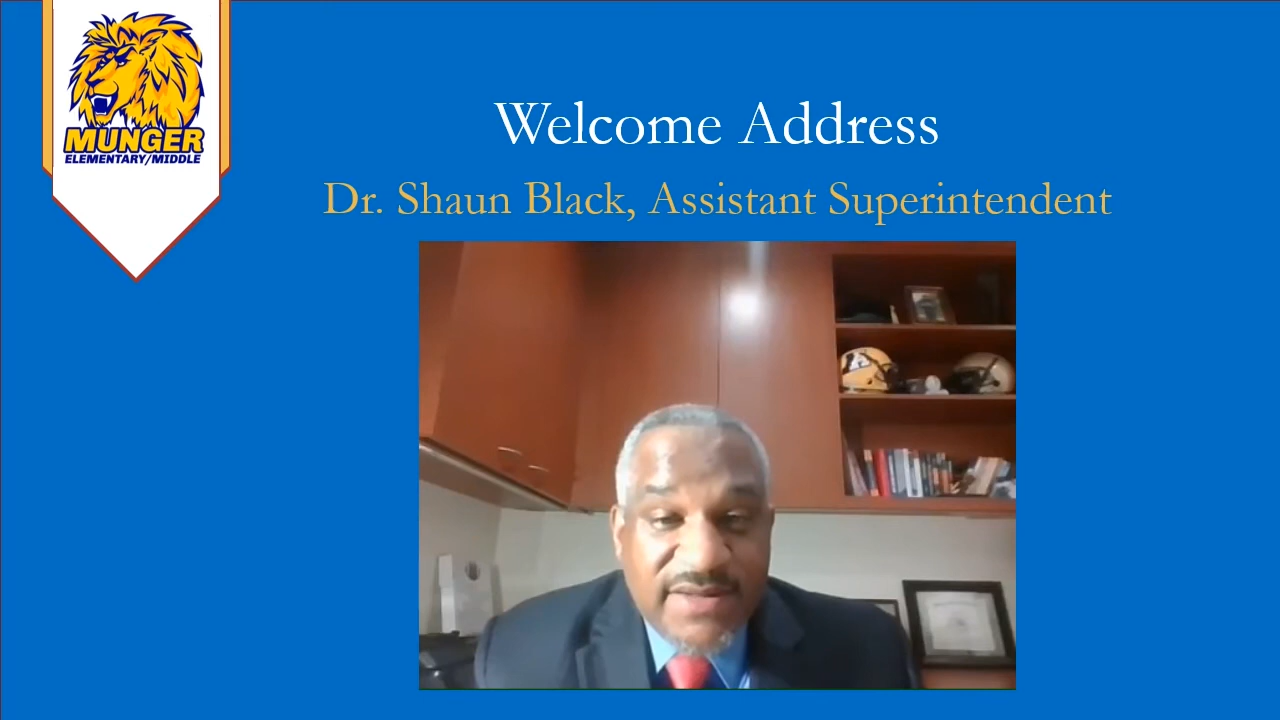 MUNGER
ELEMENTARY/MIDDLE
Welcome Address
Dr. Shaun Black, Assistant Superintendent